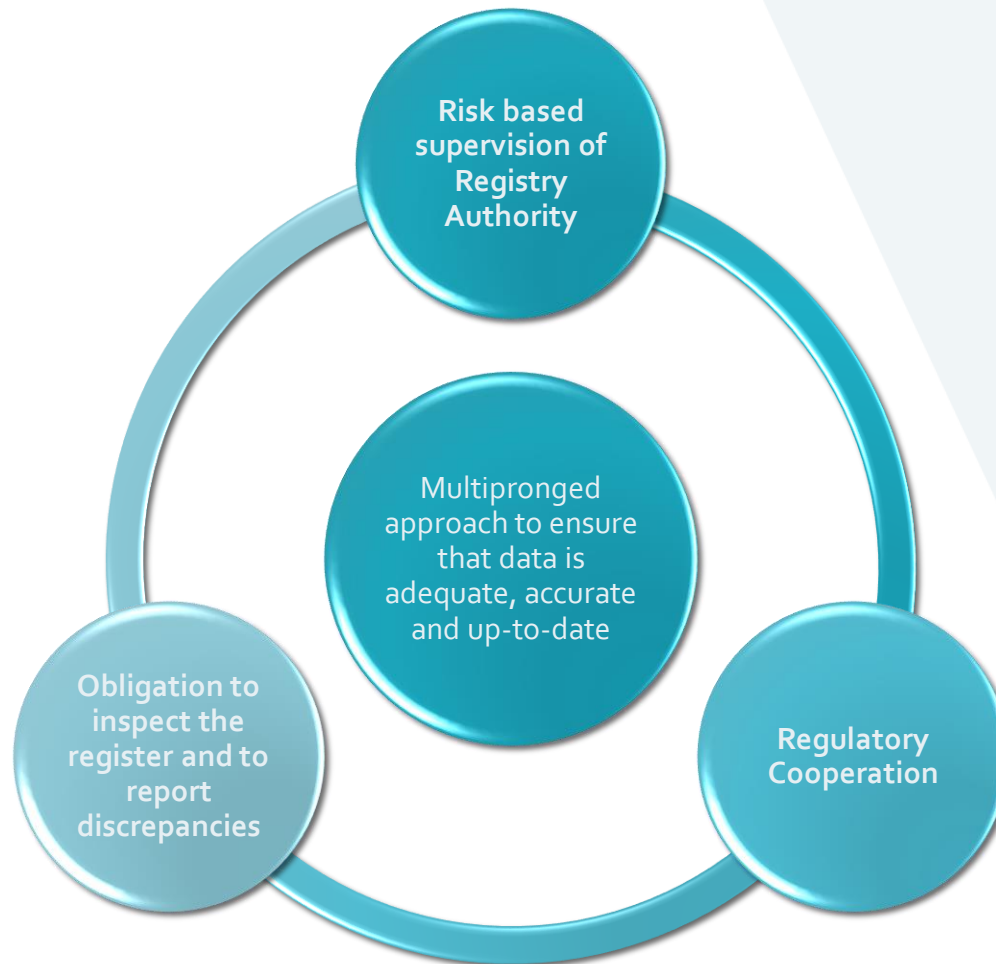 Risk based
supervision of
Registry
Authority
Multipronged
approach to ensure
that data is
adequate, accurate
and up-to-date
Obligation to
inspect the
register and to
report
discrepancies
Regulatory
Cooperation